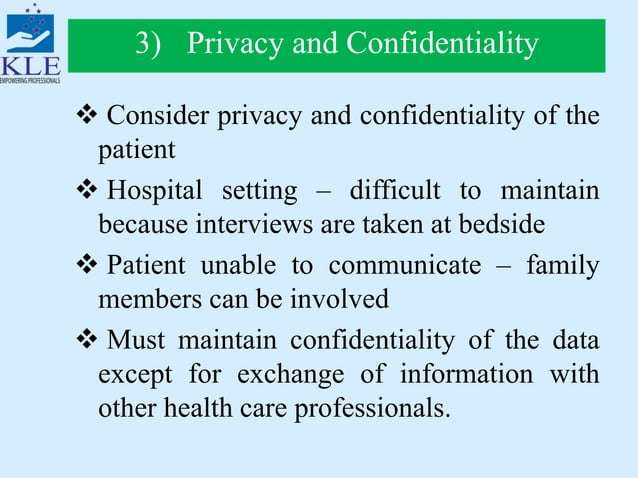 KLE
EMPOWERING PROFESSIONALS
3) Privacy and Confidentiality
❖ Consider privacy and confidentiality of the
patient
❖ Hospital setting – difficult to maintain
because interviews are taken at bedside
❖ Patient unable to communicate – family
members can be involved
❖ Must maintain confidentiality of the data
except for exchange of information with
other health care professionals.